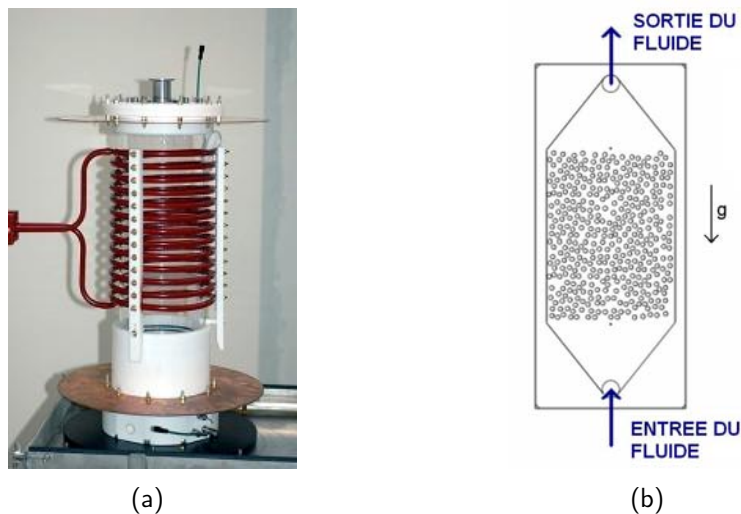 SORTIE DU
FLUIDE
g
ENTREE DU
FLUIDE
(a)
(b)